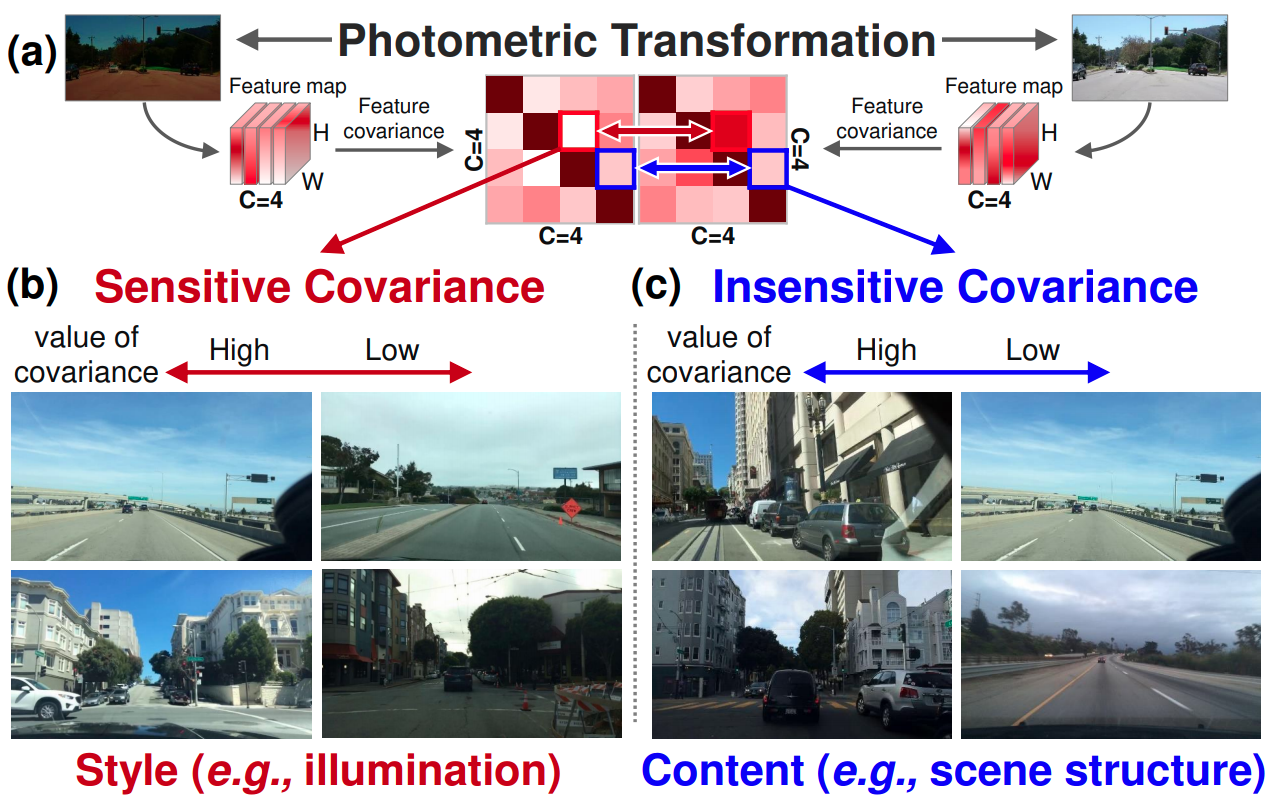 (a)
Photometric Transformation
Feature map
H
W
C=4
Feature
covariance
C=4
C=4
C=4
C=4
Feature
covariance
Feature map
H
W
C=4
(b) Sensitive Covariance
value of
covariance
High
Low
Style (e.g., illumination)
(c) Insensitive Covariance
value of
covariance
High
Low
Content (e.g., scene structure)